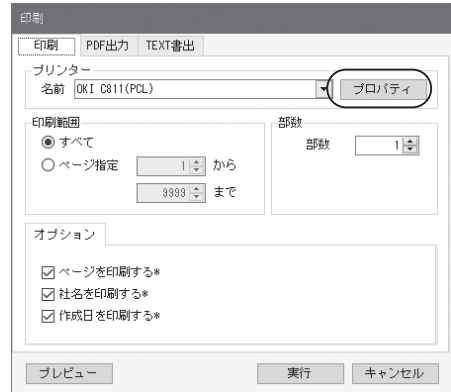 印刷
印刷 PDF出力 TEXT書出
プリンター
名前 OKI C811(PCL) プロパティ
印刷範囲 部数
すべて 部数 1
ページ指定 1 から
9999 まで
オプション
ページを印刷する*
社名を印刷する*
作成日を印刷する*
プレビュー 実行 キャンセル